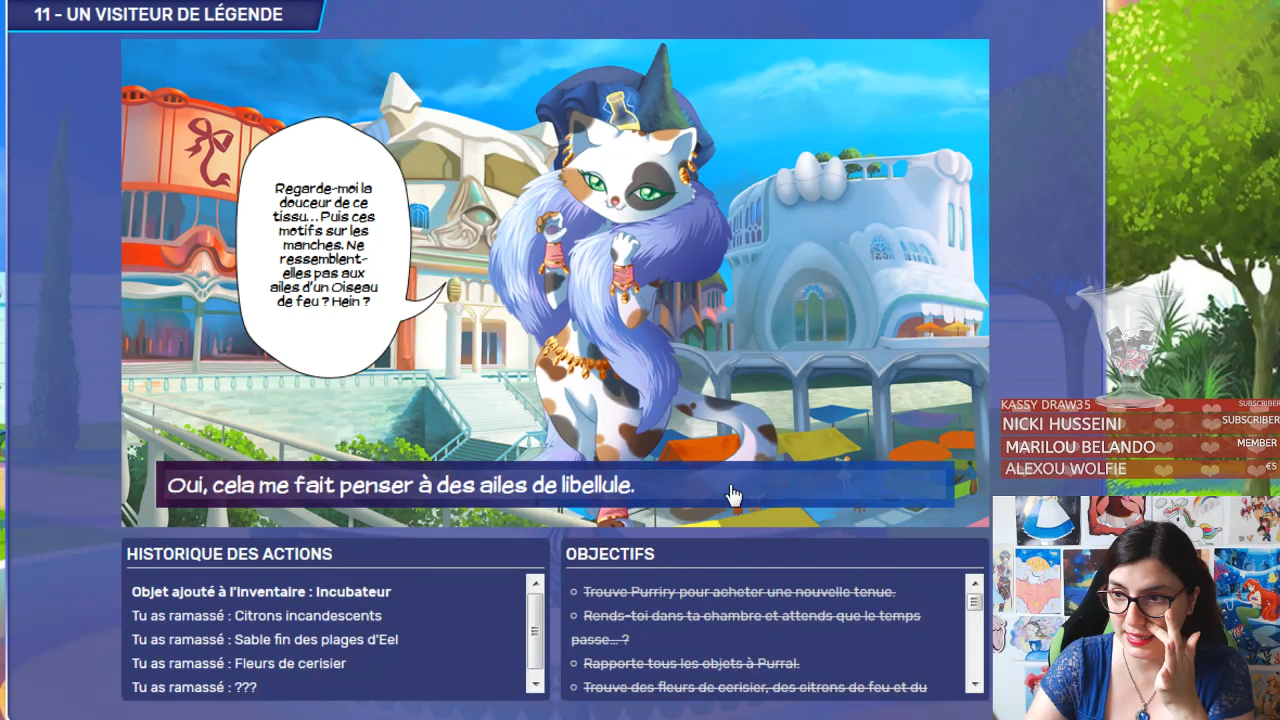 11 - UN VISITEUR DE LÉGENDE
Regarde-moi la
douceur de ce
tissu... Puis ces
motifs sur les
manches. Ne
ressemblent-
elles pas aux
ailes d'un Oiseau
de feu ? Hein ?
Oui, cela me fait penser à des ailes de libellule.
HISTORIQUE DES ACTIONS
Objet ajouté à l'inventaire : Incubateur
Tu as ramassé : Citrons incandescents
Tu as ramassé : Sable fin des plages d'Eel
Tu as ramassé : Fleurs de cerisier
Tu as ramassé : ???
OBJECTIFS
Trouve Purriry pour acheter une nouvelle tenue.
Rends-toi dans ta chambre et attends que le temps
passe... ?
Rapporte tous les objets à Purral.
Trouve des fleurs de cerisier, des citrons de feu et du
KASSY DRAW35 SUBSCRIBER
NICKI HUSSEINI SUBSCRIBER
MARILOU BELANDO MEMBER
ALEXOU WOLFIE €5